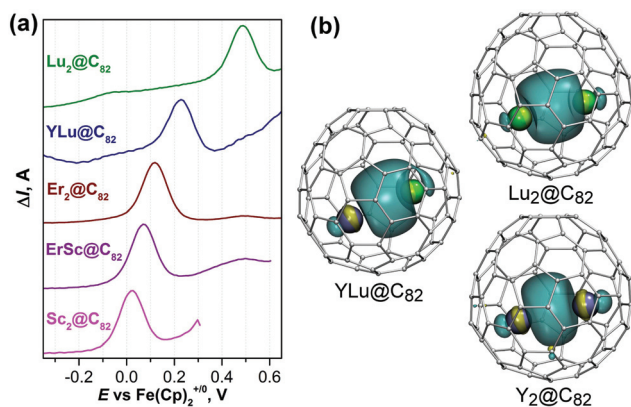 (a)
Lu₂@C₈₂
YLu@C₈₂
Er₂@C₈₂
ErSc@C₈₂
Sc₂@C₈₂
ΔI, A
-0.2 0.0 0.2 0.4 0.6
E vs Fe(Cp)₂⁺/⁰, V
(b)
YLu@C₈₂
Lu₂@C₈₂
Y₂@C₈₂